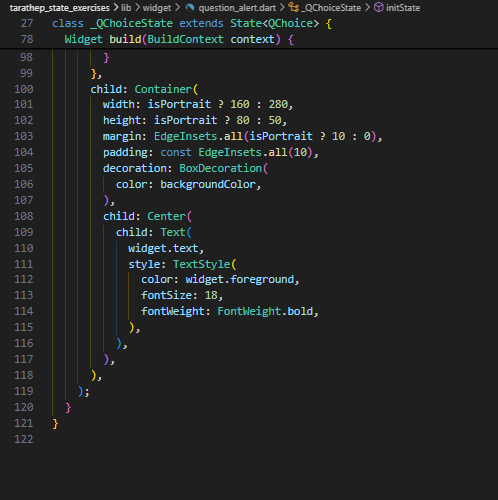 tarathep_state_exercises > lib > widget > question_alert.dart > _QChoiceState > initState
27 class _QChoiceState extends State<QChoice> {
78 Widget build(BuildContext context) {
98 }
99 },
100 child: Container(
101 width: isPortrait ? 160 : 280,
102 height: isPortrait ? 80 : 50,
103 margin: EdgeInsets.all(isPortrait ? 10 : 0),
104 padding: const EdgeInsets.all(10),
105 decoration: BoxDecoration(
106 color: backgroundColor,
107 ),
108 child: Center(
109 child: Text(
110 widget.text,
111 style: TextStyle(
112 color: widget.foreground,
113 fontSize: 18,
114 fontWeight: FontWeight.bold,
115 ),
116 ),
117 ),
118 ),
119 );
120 }
121 }
122